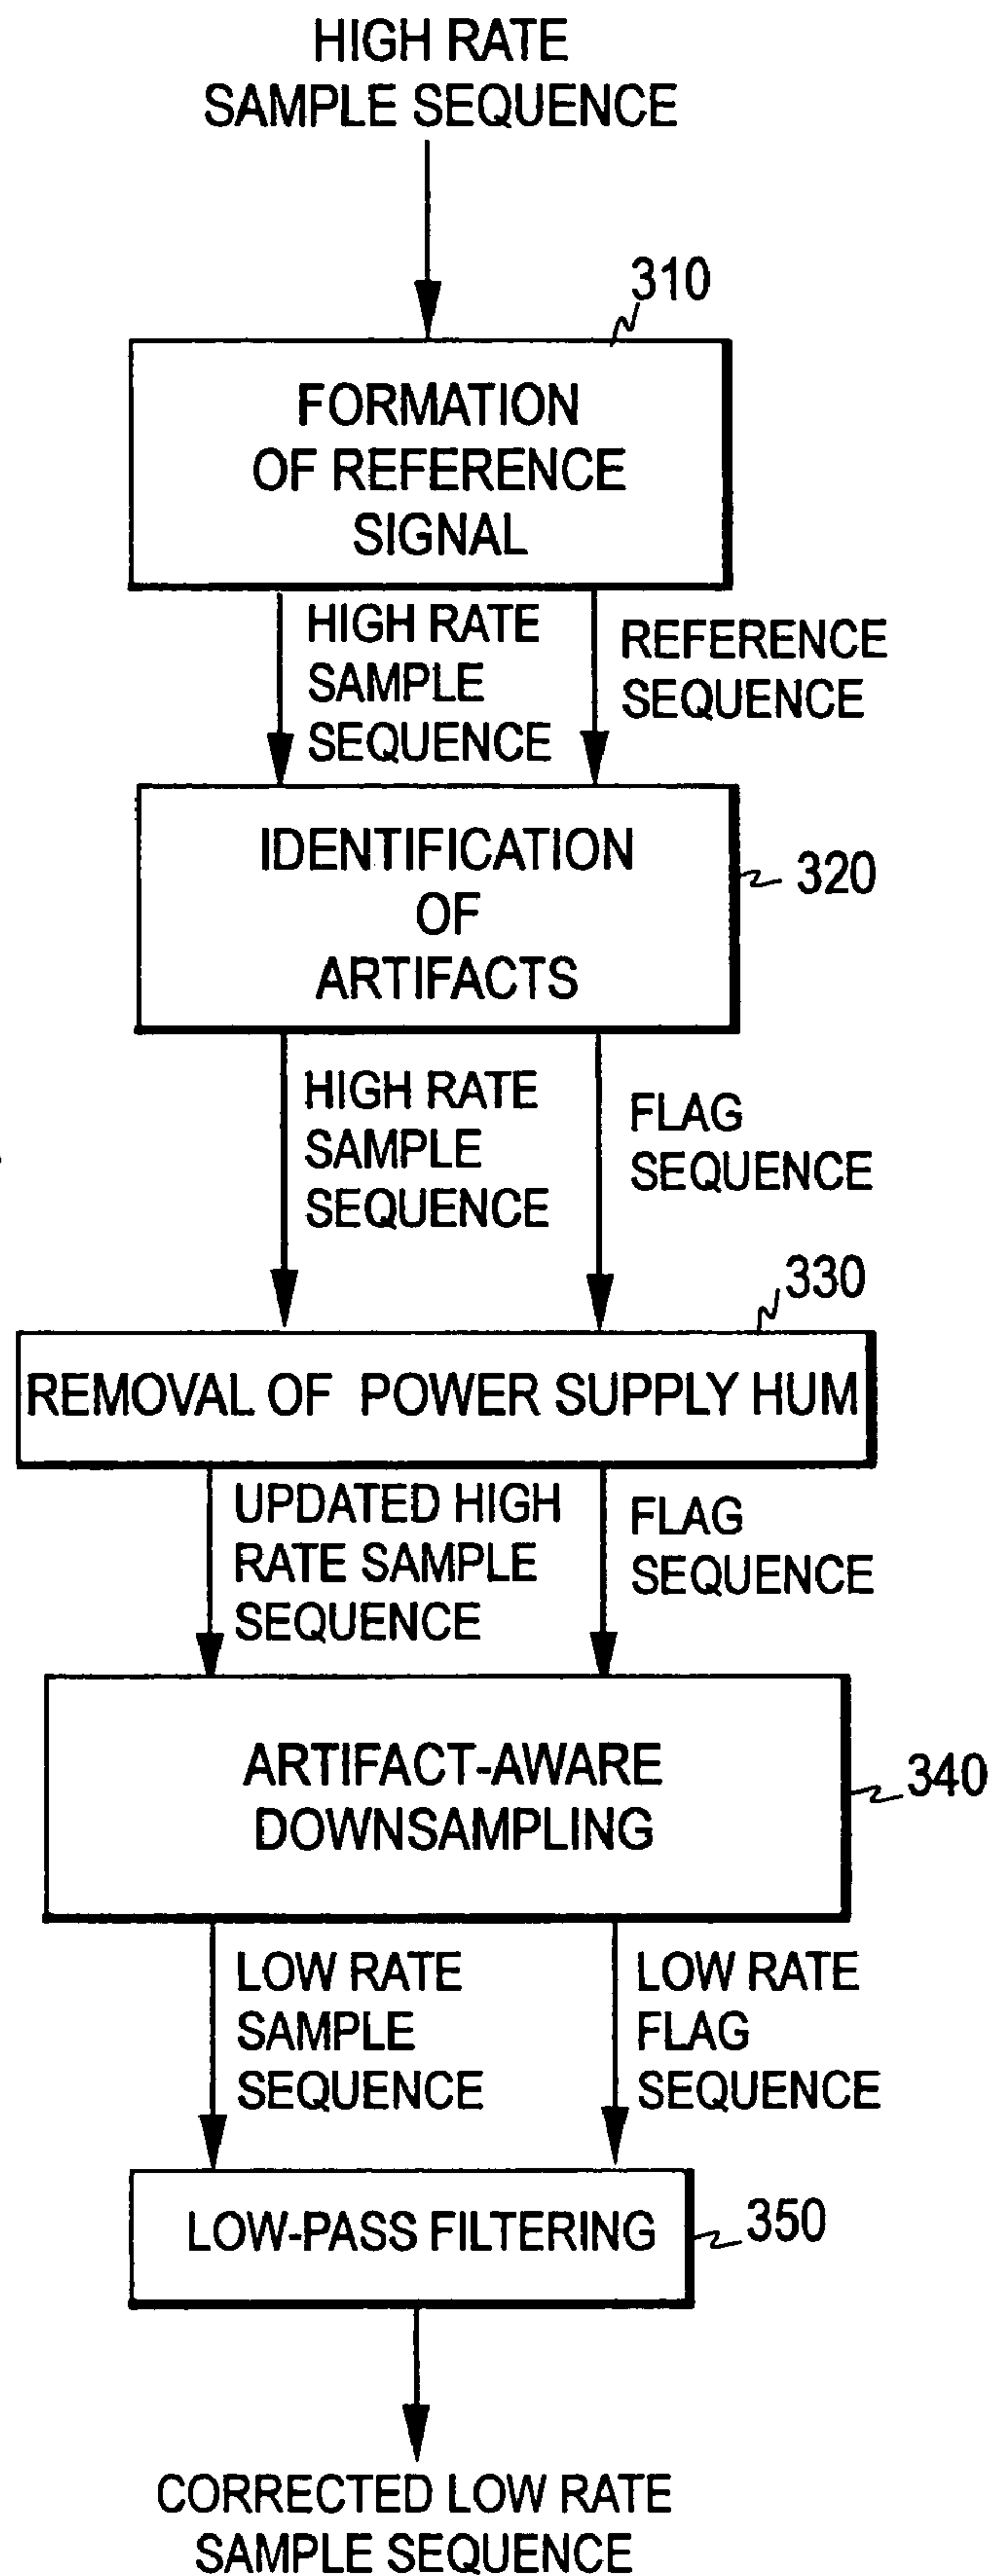 HIGH RATE
SAMPLE SEQUENCE
310
FORMATION
OF REFERENCE
SIGNAL
HIGH RATE
SAMPLE
SEQUENCE
REFERENCE
SEQUENCE
IDENTIFICATION
OF
ARTIFACTS
320
HIGH RATE
SAMPLE
SEQUENCE
FLAG
SEQUENCE
330
REMOVAL OF POWER SUPPLY HUM
UPDATED HIGH
RATE SAMPLE
SEQUENCE
FLAG
SEQUENCE
ARTIFACT-AWARE
DOWNSAMPLING
340
LOW RATE
SAMPLE
SEQUENCE
LOW RATE
FLAG
SEQUENCE
LOW-PASS FILTERING
350
CORRECTED LOW RATE
SAMPLE SEQUENCE